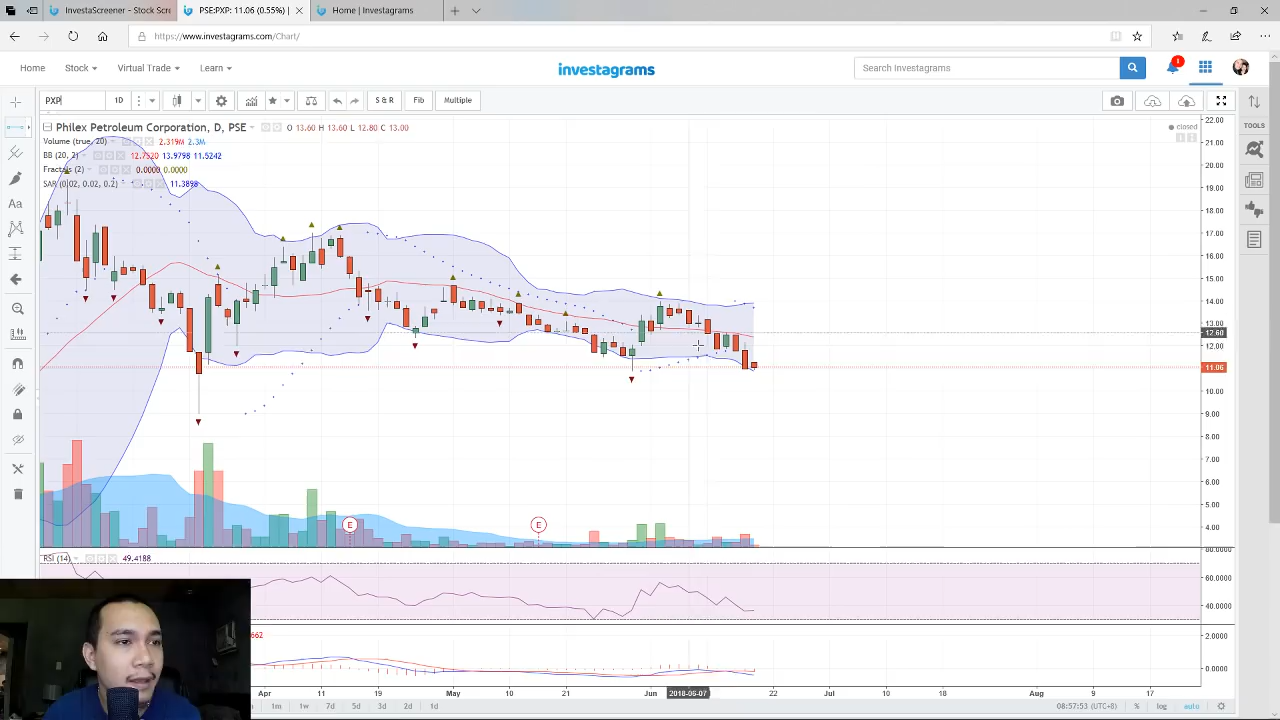 InvestaScreener - Stock Scre
PSE:PXP: 11.06 (0.55%) |
Home | Investagrams
https://www.investagrams.com/Chart/
Home
Stock
Virtual Trade
Learn
investagrams
Search Investagrams
1
PXP
1D
S & R
Fib
Multiple
Philex Petroleum Corporation, D, PSE
O 13.60 H 13.60 L 12.80 C 13.00
closed
TOOLS
Volume (true, 20)
2.319M 2.3M
BB (20, 2)
12.7520 13.9798 11.5242
Fractals (2)
0.0000 0.0000
SAR (0.02, 0.02, 0.2)
11.3898
22.00
21.00
20.00
19.00
18.00
17.00
16.00
15.00
14.00
13.00
12.60
12.00
11.06
10.00
9.00
8.00
7.00
6.00
5.00
4.00
E
E
RSI (14)
49.4188
80.0000
60.0000
40.0000
662
2.0000
0.0000
Apr
11
19
May
10
21
Jun
2018-06-07
22
Jul
10
18
Aug
9
17
1m
7d
5d
3d
2d
1d
08:57:53 (UTC+8)
%
log
auto